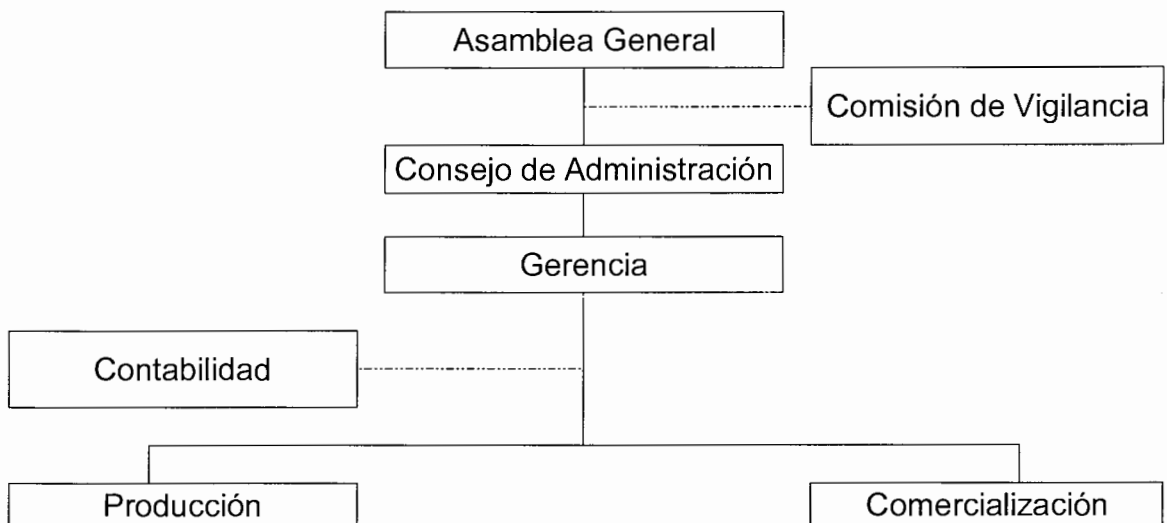 Asamblea General
Comisión de Vigilancia
Consejo de Administración
Gerencia
Contabilidad
Producción
Comercialización